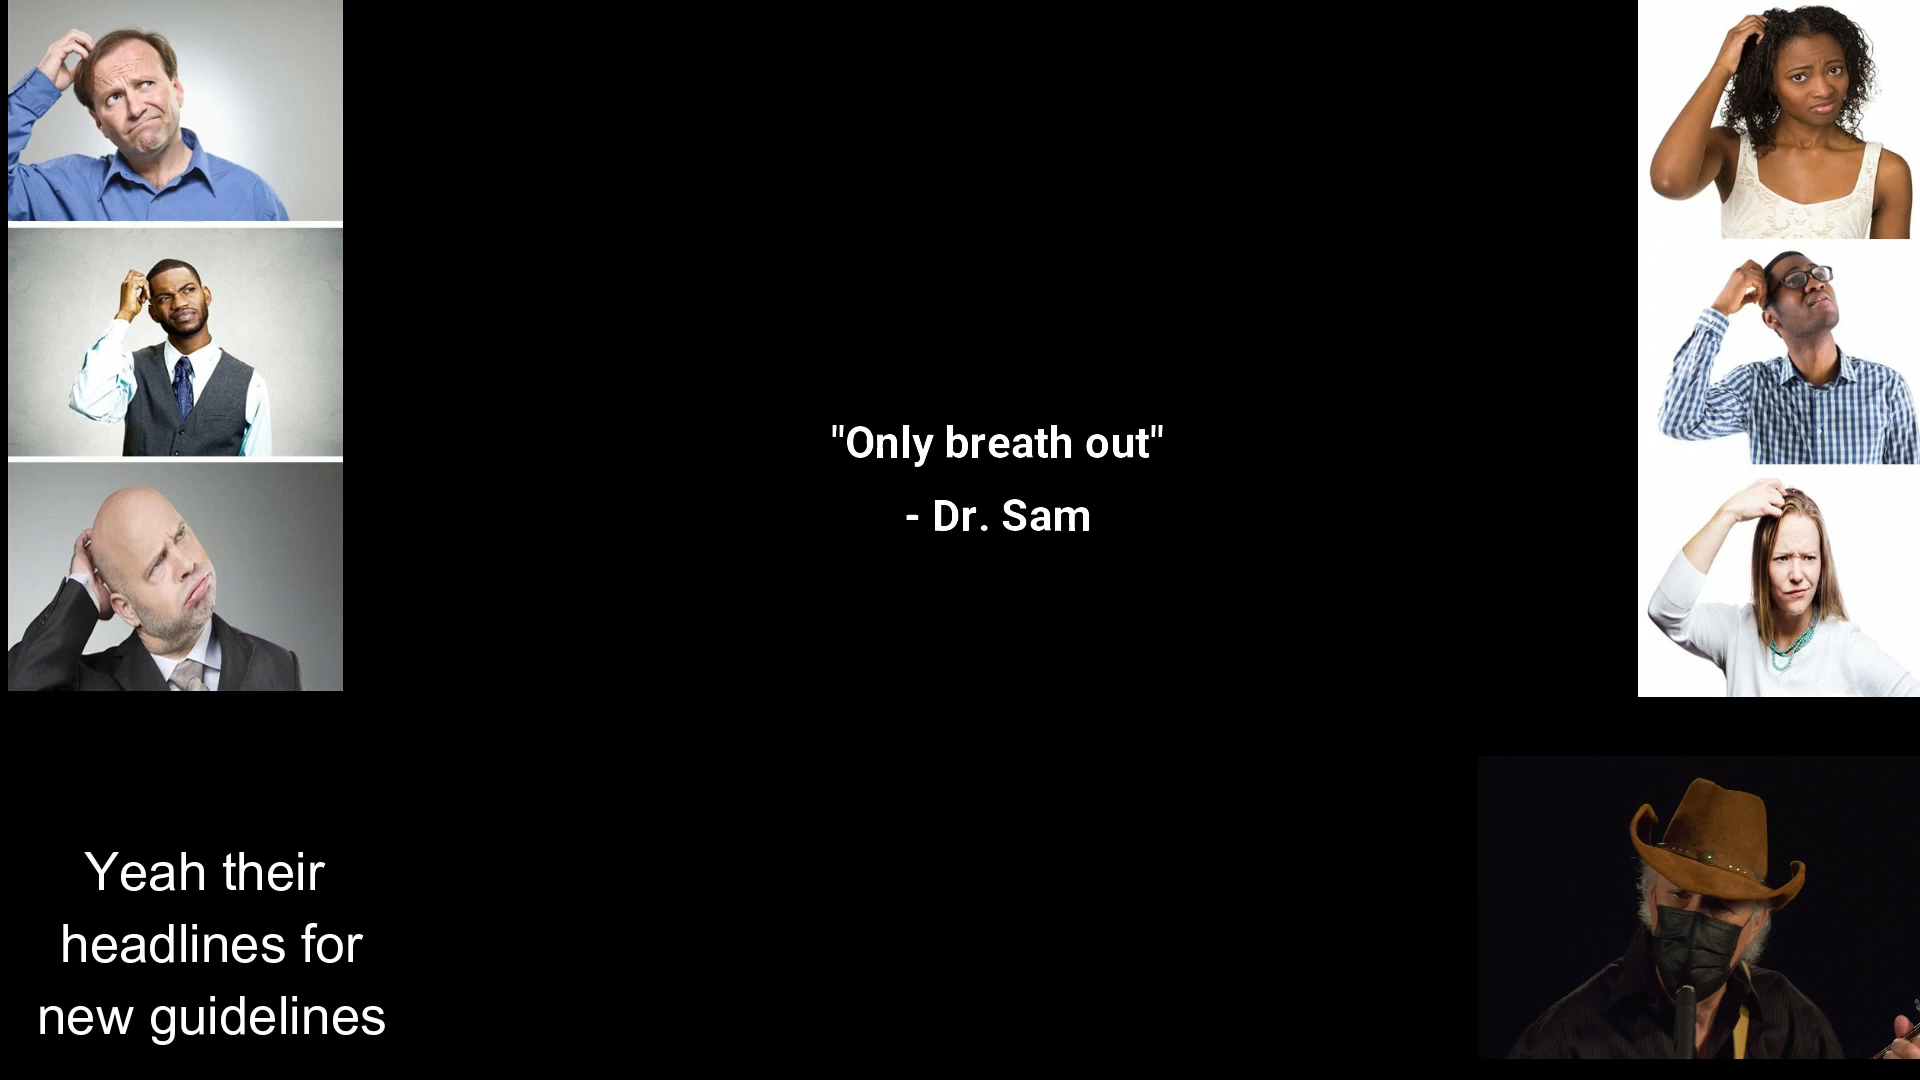 "Only breath out"
- Dr. Sam
Yeah their
headlines for
new guidelines